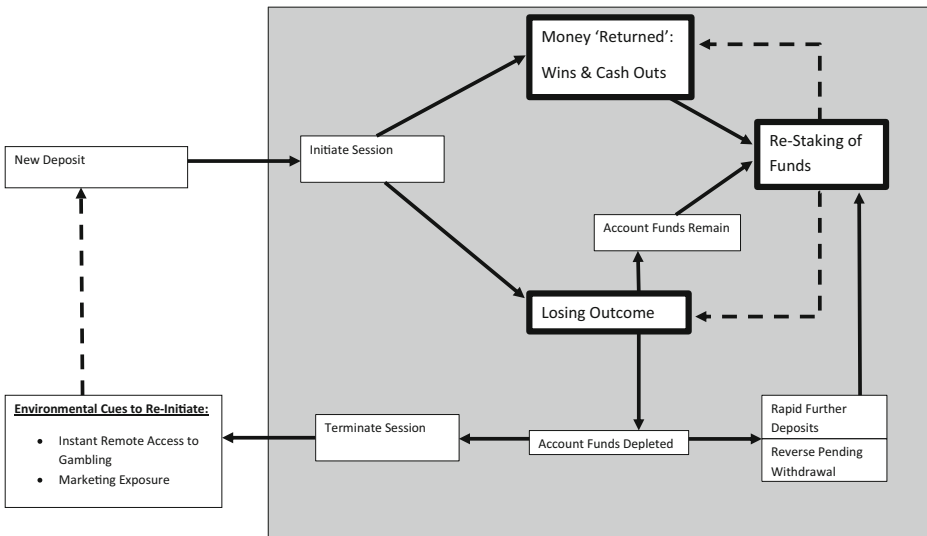 Money ‘Returned’:
Wins & Cash Outs
Re-Staking of
Funds
New Deposit
Initiate Session
Account Funds Remain
Losing Outcome
Environmental Cues to Re-Initiate:
• Instant Remote Access to
Gambling
• Marketing Exposure
Terminate Session
Account Funds Depleted
Rapid Further
Deposits
Reverse Pending
Withdrawal